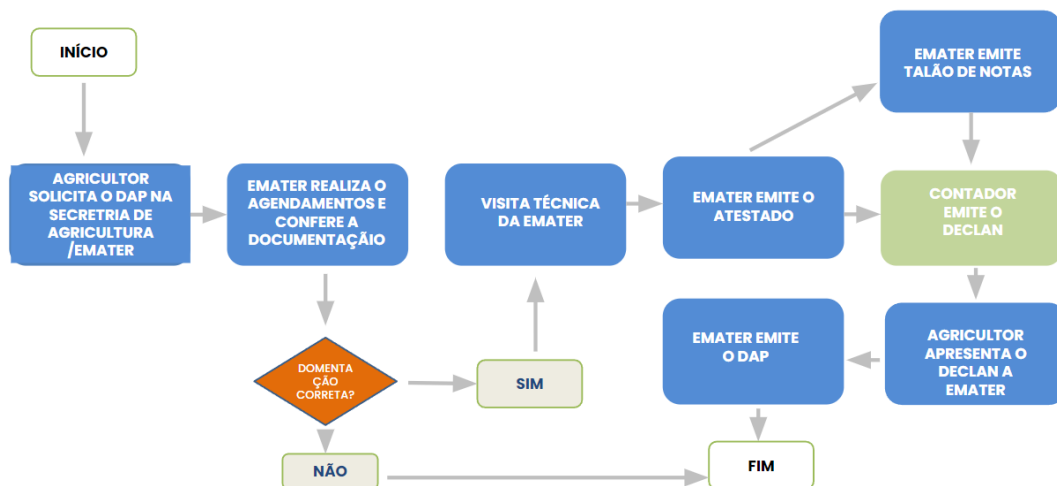 INÍCIO
AGRICULTOR
SOLICITA O DAP NA
SECRETRIA DE
AGRICULTURA
/EMATER
EMATER REALIZA O
AGENDAMENTOS E
CONFERE A
DOCUMENTAÇÃIO
DOMENTA
ÇÃO
CORRETA?
SIM
NÃO
VISITA TÉCNICA
DA EMATER
EMATER EMITE O
ATESTADO
EMATER EMITE
TALÃO DE NOTAS
CONTADOR
EMITE O
DECLAN
AGRICULTOR
APRESENTA O
DECLAN A
EMATER
EMATER EMITE
O DAP
FIM